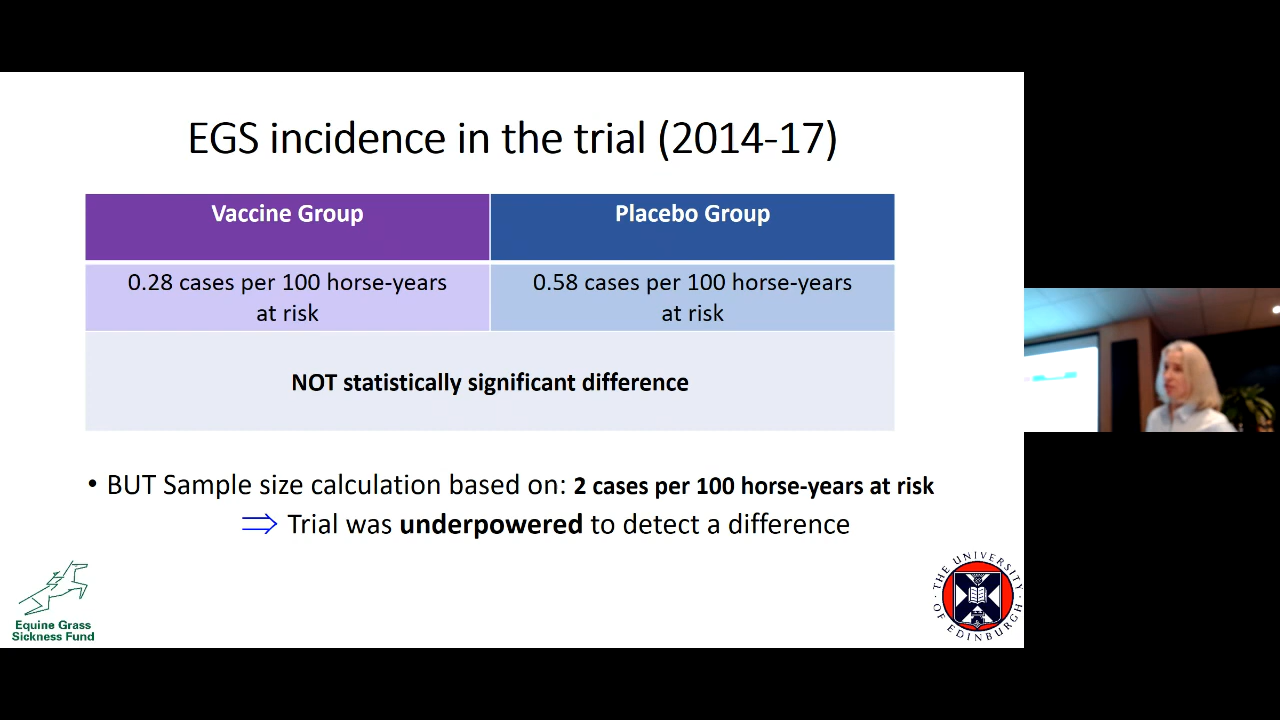 EGS incidence in the trial (2014-17)
Vaccine Group
Placebo Group
0.28 cases per 100 horse-years
at risk
0.58 cases per 100 horse-years
at risk
NOT statistically significant difference
• BUT Sample size calculation based on: 2 cases per 100 horse-years at risk
⇒ Trial was underpowered to detect a difference
Equine Grass
Sickness Fund
THE UNIVERSITY
OF EDINBURGH